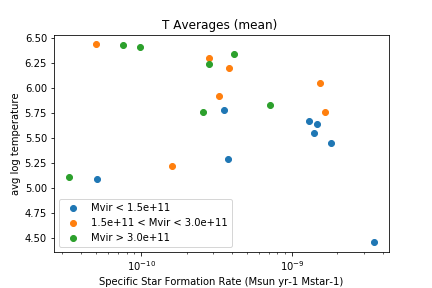 T Averages (mean)
6.50
6.25
6.00
5.75
5.50
5.25
5.00
4.75
4.50
avg log temperature
Mvir < 1.5e+11
1.5e+11 < Mvir < 3.0e+11
Mvir > 3.0e+11
10⁻¹⁰ 10⁻⁹
Specific Star Formation Rate (Msun yr-1 Mstar-1)